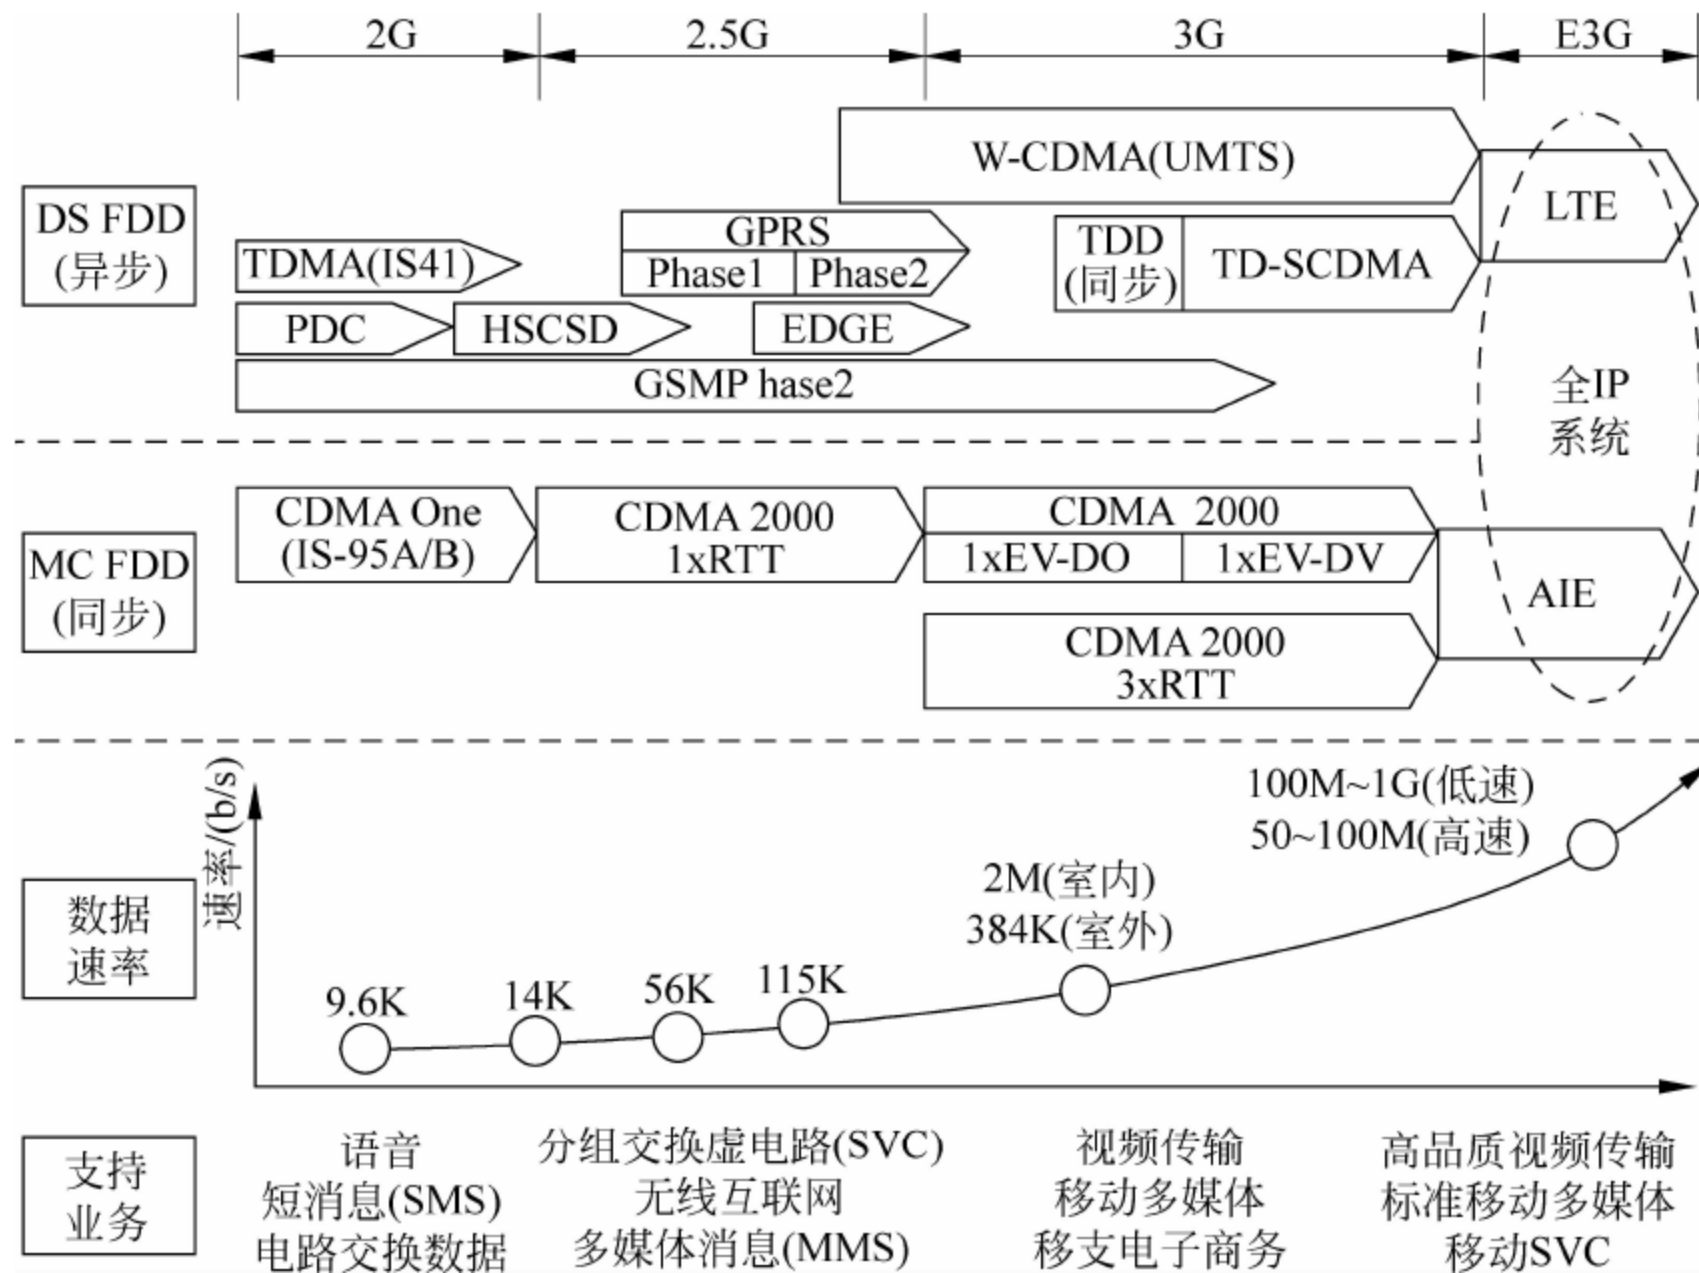 2G
2.5G
3G
E3G
DS FDD
(异步)
W-CDMA(UMTS)
LTE
GPRS
Phase1
Phase2
TDMA(IS41)
TDD
(同步)
TD-SCDMA
PDC
HSCSD
EDGE
GSMP hase2
全IP
系统
MC FDD
(同步)
CDMA One
(IS-95A/B)
CDMA 2000
1xRTT
CDMA 2000
1xEV-DO
1xEV-DV
CDMA 2000
3xRTT
AIE
数据
速率
速率/(b/s)
9.6K
14K
56K
115K
2M(室内)
384K(室外)
100M~1G(低速)
50~100M(高速)
支持
业务
语音
短消息(SMS)
电路交换数据
分组交换虚电路(SVC)
无线互联网
多媒体消息(MMS)
视频传输
移动多媒体
移支电子商务
高品质视频传输
标准移动多媒体
移动SVC